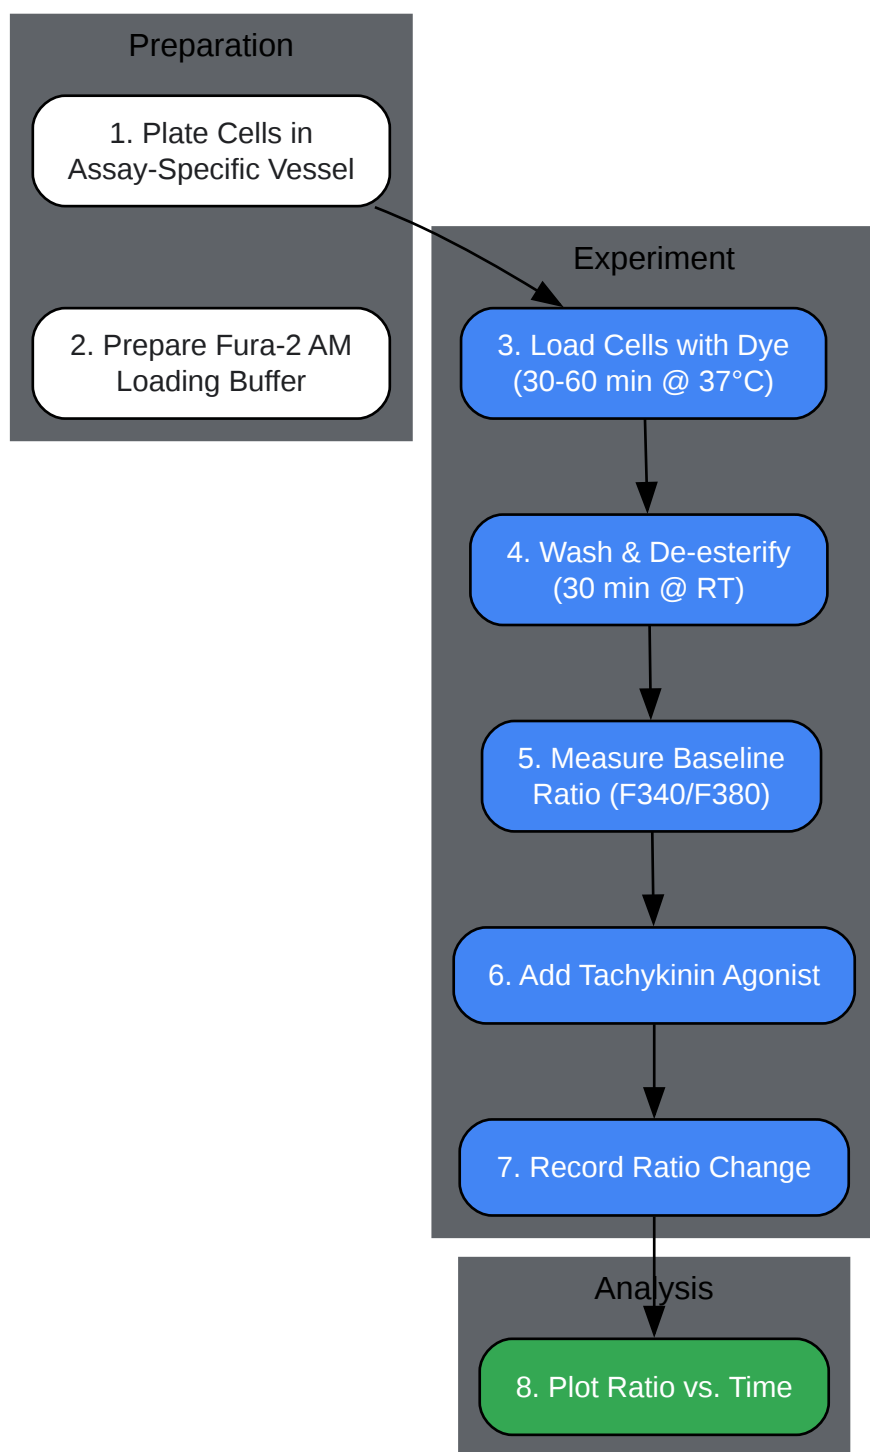 Preparation
1. Plate Cells in
Assay-Specific Vessel
2. Prepare Fura-2 AM
Loading Buffer
Experiment
3. Load Cells with Dye
(30-60 min @ 37°C)
4. Wash & De-esterify
(30 min @ RT)
5. Measure Baseline
Ratio (F340/F380)
6. Add Tachykinin Agonist
7. Record Ratio Change
Analysis
8. Plot Ratio vs. Time